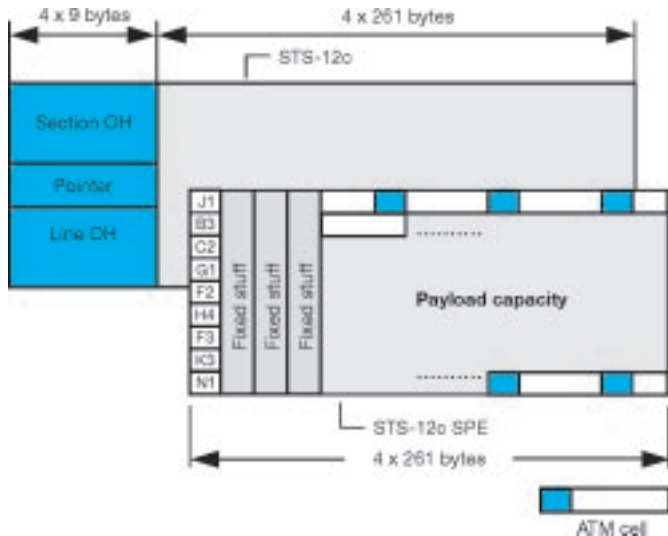 4 x 9 bytes
4 x 261 bytes
STS-12c
Section OH
Pointer
Line OH
J1
B3
C2
G1
F2
H4
F3
K3
N1
Fixed stuff
Fixed stuff
Fixed stuff
Payload capacity
STS-12c SPE
4 x 261 bytes
ATM cell